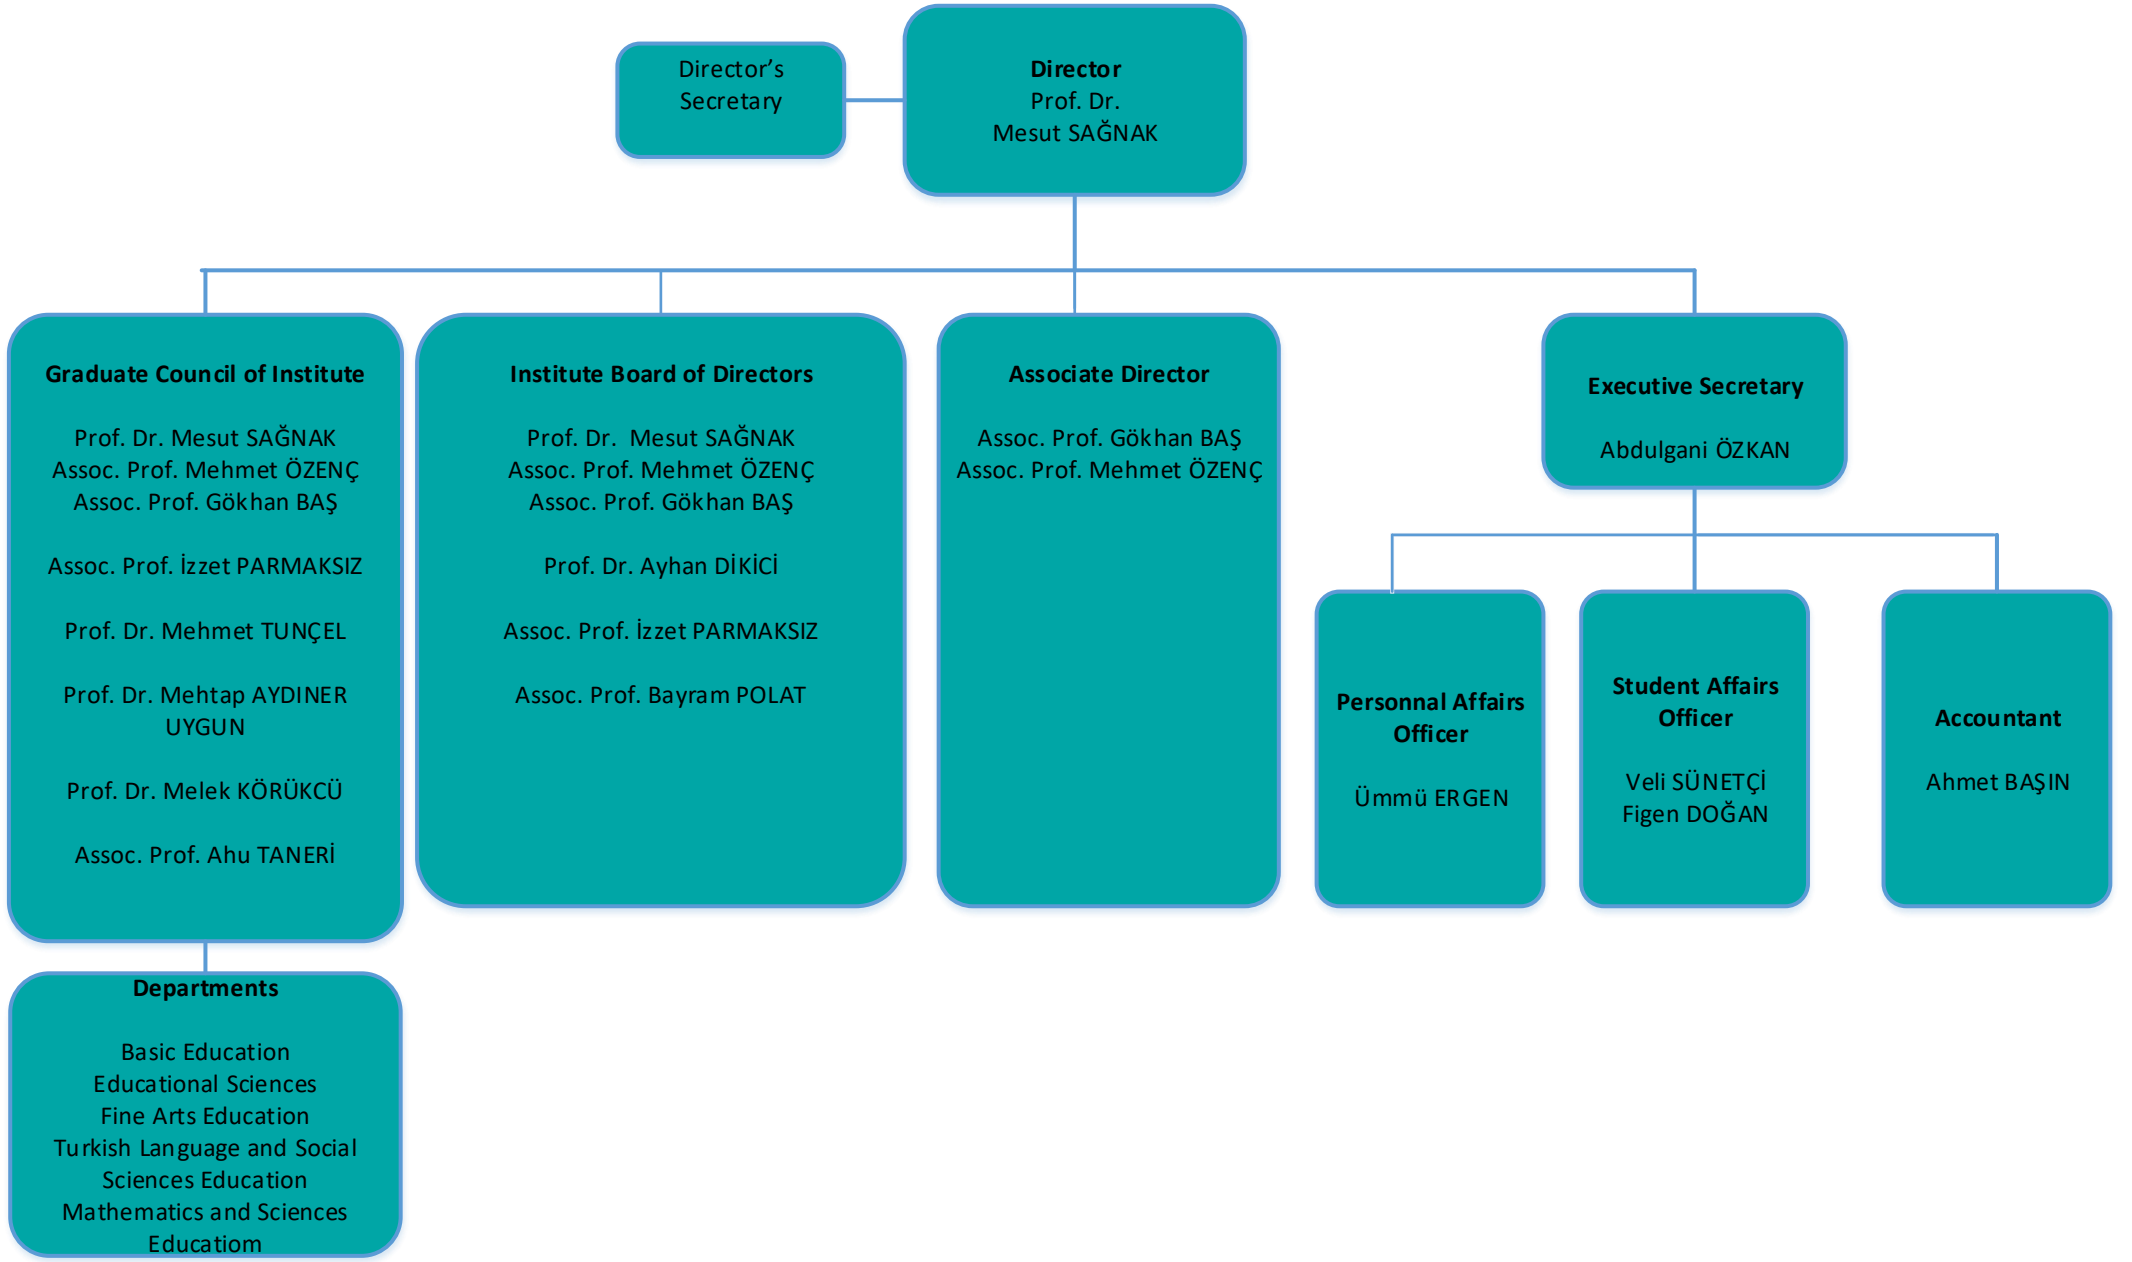 Director's
Secretary
Director
Prof. Dr.
Mesut SAĞNAK
Graduate Council of Institute
Prof. Dr. Mesut SAĞNAK
Assoc. Prof. Mehmet ÖZENÇ
Assoc. Prof. Gökhan BAŞ
Assoc. Prof. İzzet PARMAKSIZ
Prof. Dr. Mehmet TUNÇEL
Prof. Dr. Mehtap AYDINER
UYGUN
Prof. Dr. Melek KÖRÜKCÜ
Assoc. Prof. Ahu TANERİ
Institute Board of Directors
Prof. Dr.  Mesut SAĞNAK
Assoc. Prof. Mehmet ÖZENÇ
Assoc. Prof. Gökhan BAŞ
Prof. Dr. Ayhan DİKİCİ
Assoc. Prof. İzzet PARMAKSIZ
Assoc. Prof. Bayram POLAT
Associate Director
Assoc. Prof. Gökhan BAŞ
Assoc. Prof. Mehmet ÖZENÇ
Executive Secretary
Abdulgani ÖZKAN
Personnal Affairs
Officer
Ümmü ERGEN
Student Affairs
Officer
Veli SÜNETÇİ
Figen DOĞAN
Accountant
Ahmet BAŞIN
Departments
Basic Education
Educational Sciences
Fine Arts Education
Turkish Language and Social
Sciences Education
Mathematics and Sciences
Educatiom